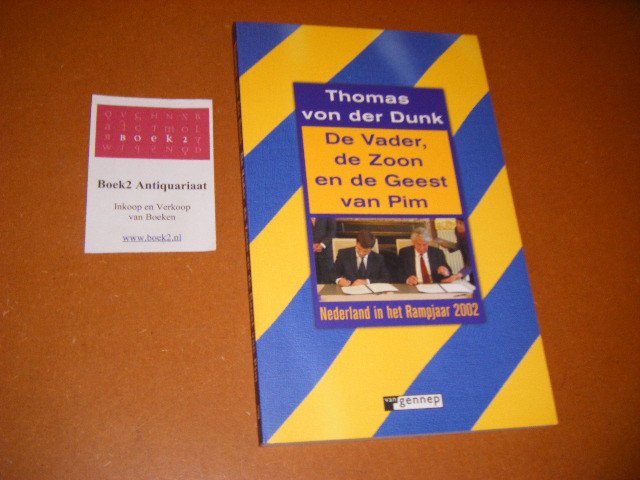 B O E K 2
Boek2 Antiquariaat
Inkoop en Verkoop
van Boeken
www.boek2.nl
Thomas
von der Dunk
De Vader,
de Zoon
en de Geest
van Pim
Nederland in het Rampjaar 2002
van gennep